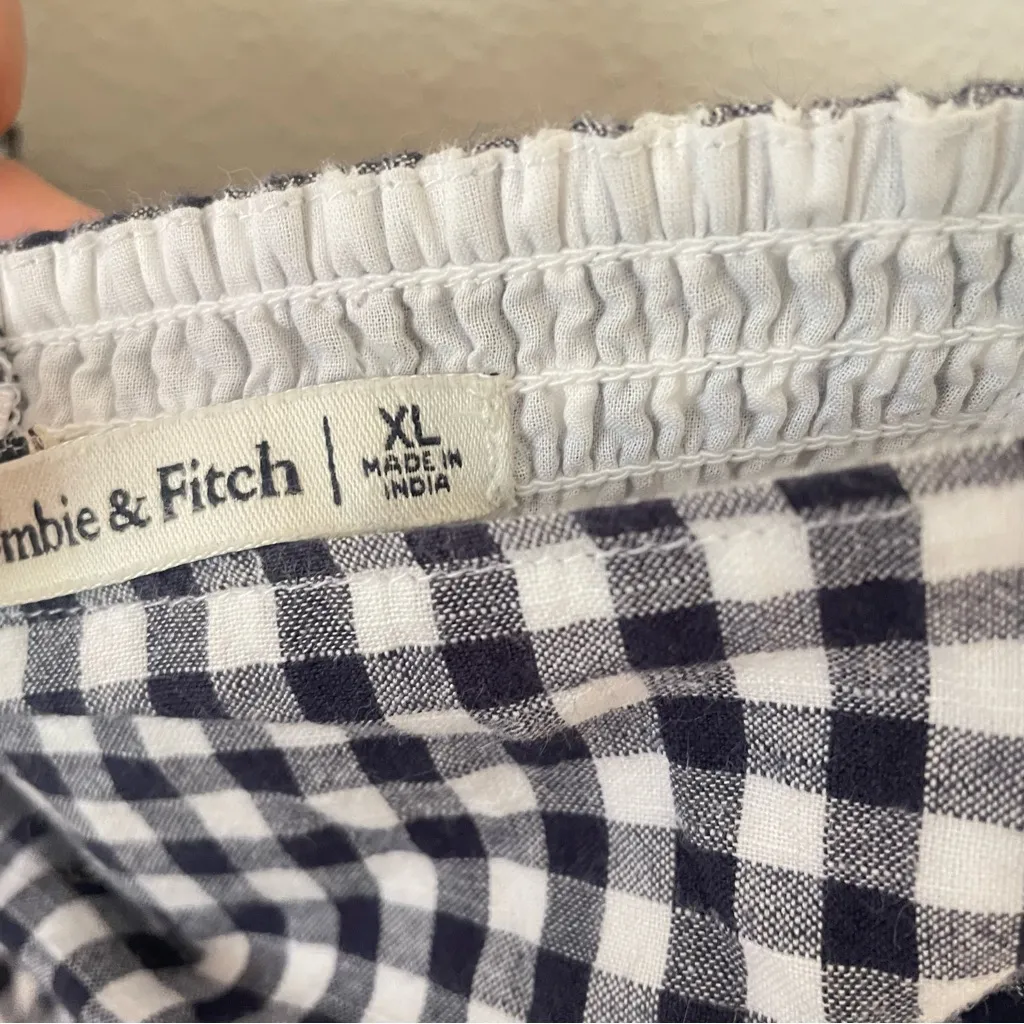 mbie & Fitch
XL
MADE IN
INDIA